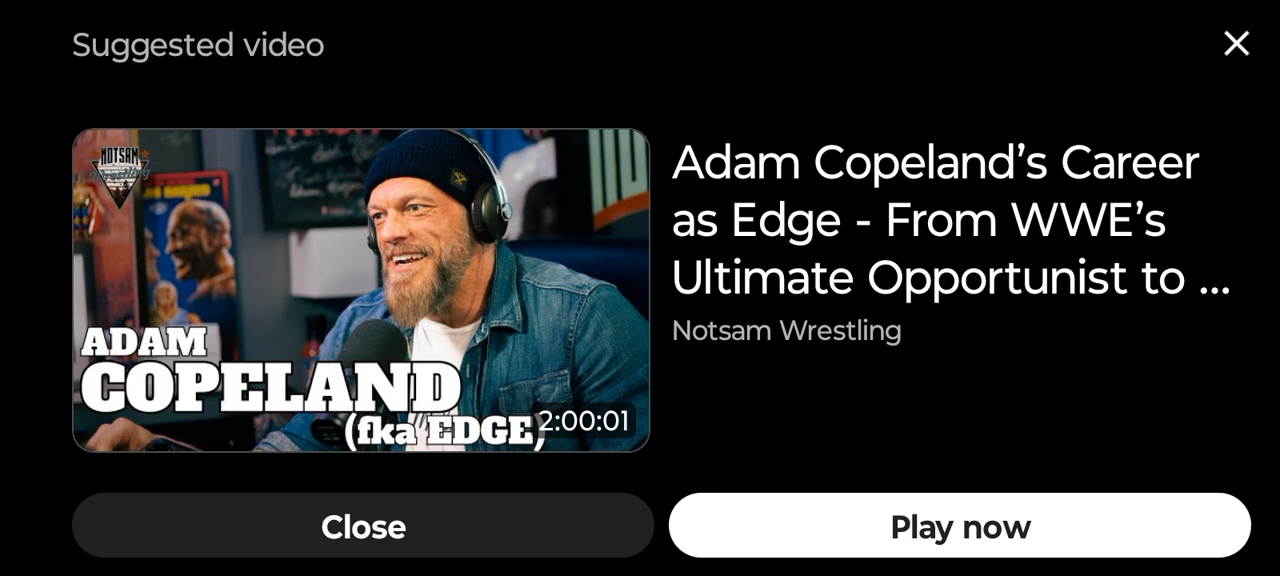 Suggested video
NOTSAM
Wrestling
ADAM
COPELAND
(fka EDGE)
2:00:01
Adam Copeland’s Career
as Edge - From WWE’s
Ultimate Opportunist to ...
Notsam Wrestling
Close
Play now